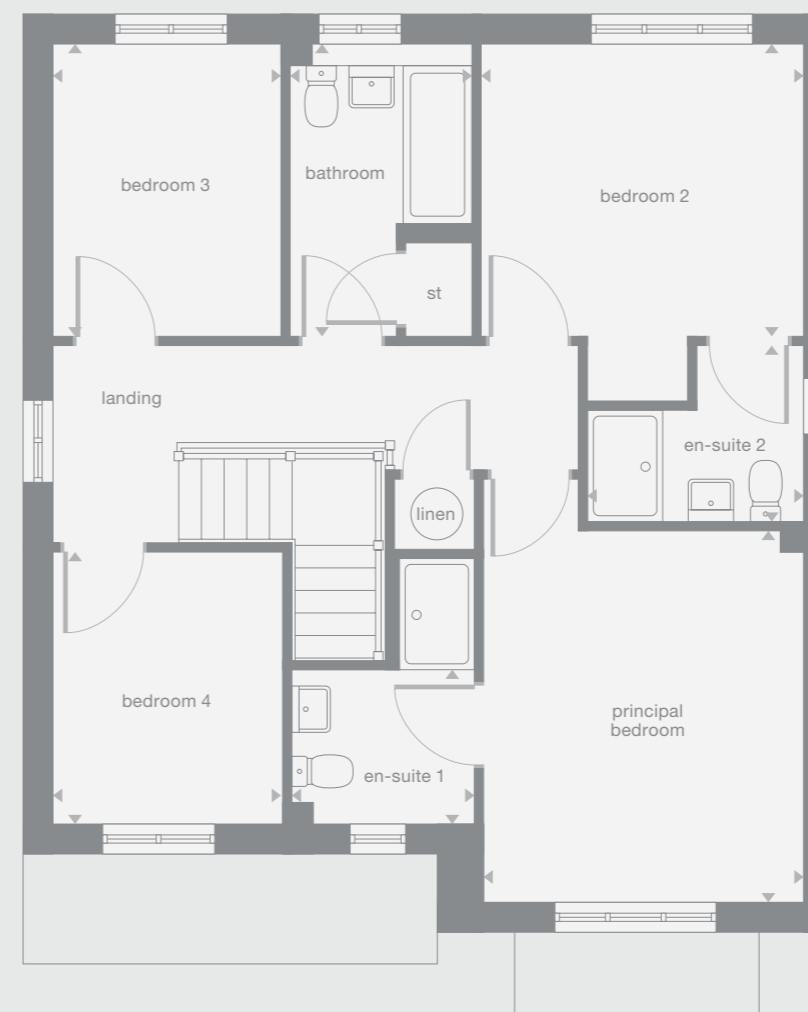 bedroom 3
bathroom
bedroom 2
st
landing
en-suite 2
linen
bedroom 4
principal
bedroom
en-suite 1